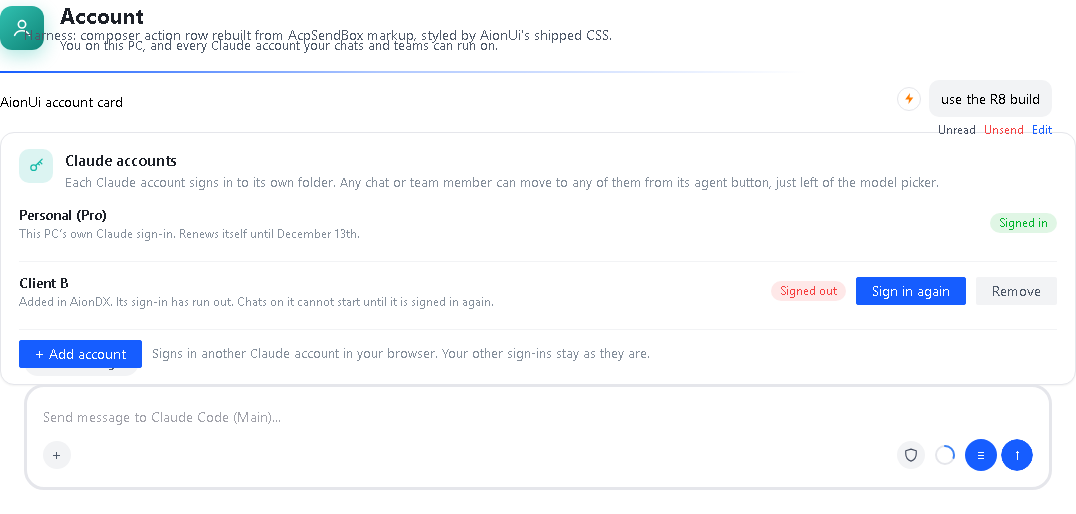 Account
Harness: composer action row rebuilt from AcpSendBox markup, styled by AionUi's shipped CSS.
You on this PC, and every Claude account your chats and teams can run on.
AionUi account card
use the R8 build
Unread Unsend Edit
Claude accounts
Each Claude account signs in to its own folder. Any chat or team member can move to any of them from its agent button, just left of the model picker.
Personal (Pro)
This PC's own Claude sign-in. Renews itself until December 13th.
Signed in
Client B
Added in AionDX. Its sign-in has run out. Chats on it cannot start until it is signed in again.
Signed out
Sign in again
Remove
+ Add account
Signs in another Claude account in your browser. Your other sign-ins stay as they are.
Send message to Claude Code (Main)...